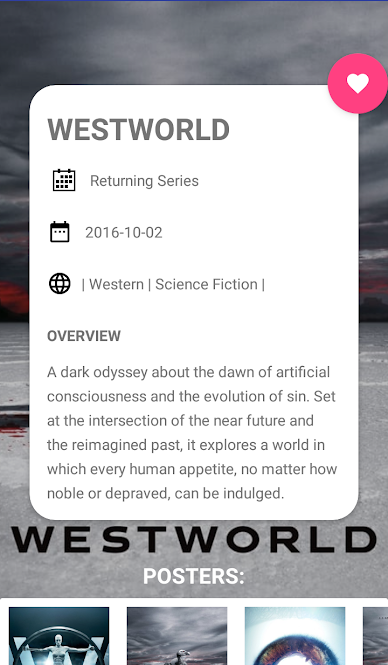 WESTWORLD
Returning Series
2016-10-02
| Western | Science Fiction |
OVERVIEW
A dark odyssey about the dawn of artificial
consciousness and the evolution of sin. Set
at the intersection of the near future and
the reimagined past, it explores a world in
which every human appetite, no matter how
noble or depraved, can be indulged.
WESTWORLD
POSTERS: